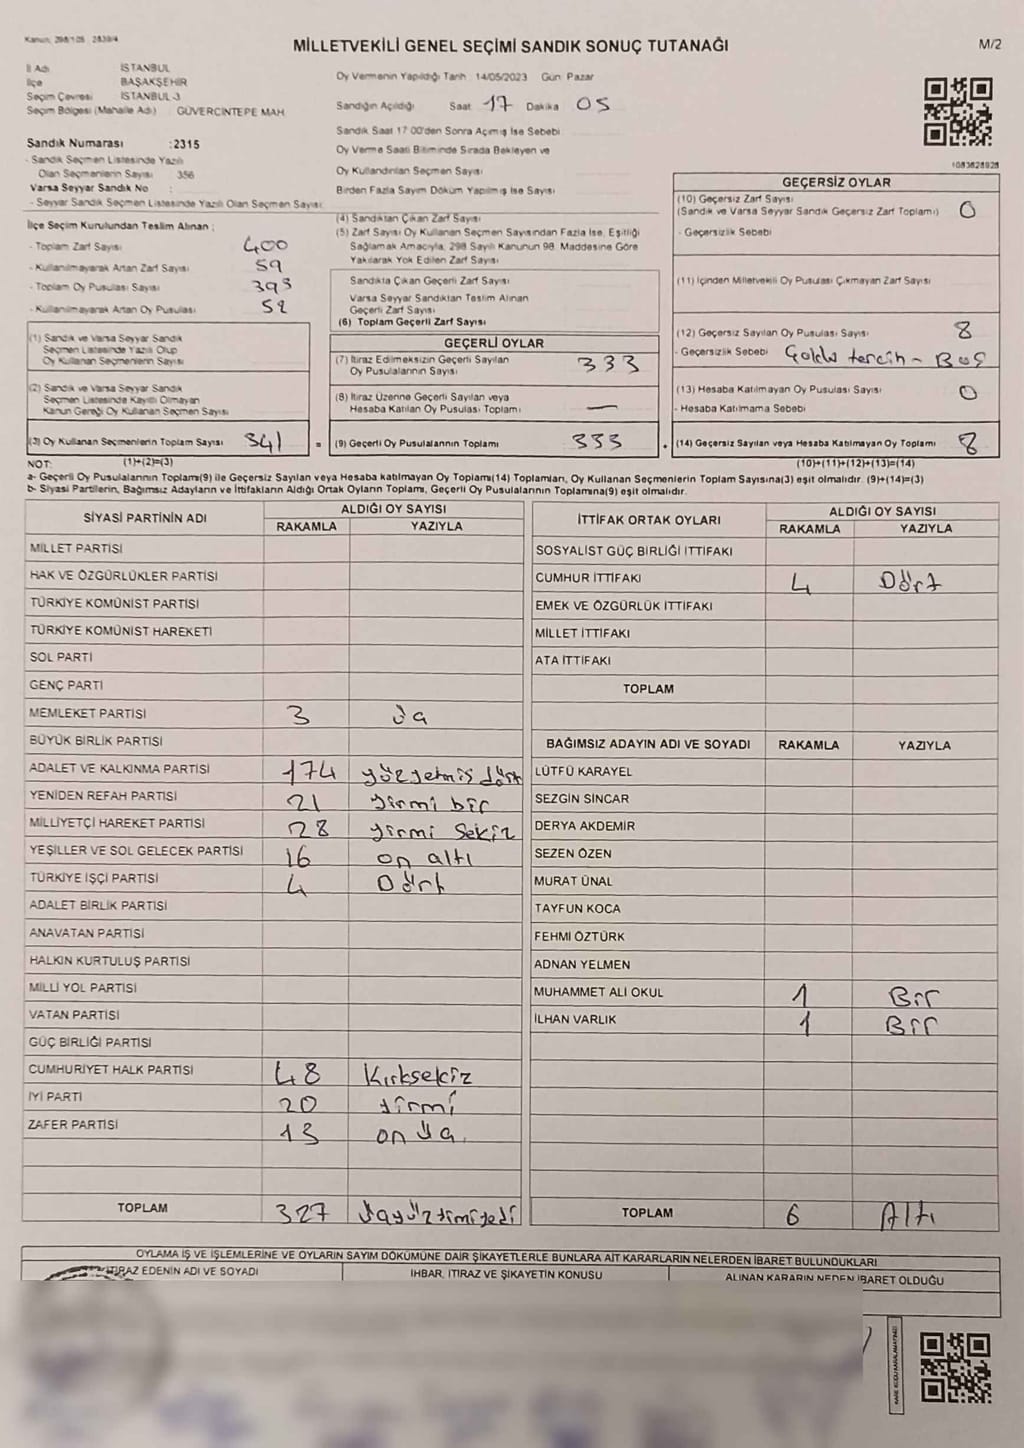 Kanun: 298/105 2839/4
MİLLETVEKİLİ GENEL SEÇİMİ SANDIK SONUÇ TUTANAĞI
M/2
İl Adı İSTANBUL
İlçe BAŞAKŞEHİR
Seçim Çevresi İSTANBUL-3
Seçim Bölgesi (Mahalle Adı) : GÜVERCİNTEPE MAH.
Oy Vermenin Yapıldığı Tarih : 14/05/2023 Gün: Pazar
Sandığın Açıldığı Saat 17 Dakika 05
Sandık Saat 17:00'den Sonra Açılmış İse Sebebi
Oy Verme Saati Bitiminde Sırada Bekleyen ve
Oy Kullandırılan Seçmen Sayısı
Birden Fazla Sayım Döküm Yapılmış İse Sayısı
1083628928
Sandık Numarası :2315
- Sandık Seçmen Listesinde Yazılı
Olan Seçmenlerin Sayısı : 356
Varsa Seyyar Sandık No :
- Seyyar Sandık Seçmen Listesinde Yazılı Olan Seçmen Sayısı:
İlçe Seçim Kurulundan Teslim Alınan ;
- Toplam Zarf Sayısı 400
- Kullanılmayarak Artan Zarf Sayısı 59
- Toplam Oy Pusulası Sayısı 393
- Kullanılmayarak Artan Oy Pusulası 52
(1) Sandık ve Varsa Seyyar Sandık
Seçmen Listesinde Yazılı Olup
Oy Kullanan Seçmenlerin Sayısı
(2) Sandık ve Varsa Seyyar Sandık
Seçmen Listesinde Kayıtlı Olmayan
Kanun Gereği Oy Kullanan Seçmen Sayısı
(3) Oy Kullanan Seçmenlerin Toplam Sayısı 341 =
(1)+(2)=(3)
(4) Sandıktan Çıkan Zarf Sayısı
(5) Zarf Sayısı Oy Kullanan Seçmen Sayısından Fazla İse, Eşitliği
Sağlamak Amacıyla, 298 Sayılı Kanunun 98. Maddesine Göre
Yakılarak Yok Edilen Zarf Sayısı
Sandıkta Çıkan Geçerli Zarf Sayısı
Varsa Seyyar Sandıktan Teslim Alınan
Geçerli Zarf Sayısı
(6) Toplam Geçerli Zarf Sayısı
GEÇERLİ OYLAR
(7) İtiraz Edilmeksizin Geçerli Sayılan
Oy Pusulalarının Sayısı 333
(8) İtiraz Üzerine Geçerli Sayılan veya
Hesaba Katılan Oy Pusulası Toplamı —
(9) Geçerli Oy Pusulalarının Toplamı 333
GEÇERSİZ OYLAR
(10) Geçersiz Zarf Sayısı
(Sandık ve Varsa Seyyar Sandık Geçersiz Zarf Toplamı) 0
- Geçersizlik Sebebi
(11) İçinden Milletvekili Oy Pusulası Çıkmayan Zarf Sayısı
(12) Geçersiz Sayılan Oy Pusulası Sayısı 8
- Geçersizlik Sebebi tercih - Boş
(13) Hesaba Katılmayan Oy Pusulası Sayısı 0
- Hesaba Katılmama Sebebi
(14) Geçersiz Sayılan veya Hesaba Katılmayan Oy Toplamı 8
(10)+(11)+(12)+(13)=(14)
NOT:
a- Geçerli Oy Pusulalarının Toplamı(9) ile Geçersiz Sayılan veya Hesaba katılmayan Oy Toplamı(14) Toplamları, Oy Kullanan Seçmenlerin Toplam Sayısına(3) eşit olmalıdır. (9)+(14)=(3)
b- Siyasi Partilerin, Bağımsız Adayların ve İttifakların Aldığı Ortak Oyların Toplamı, Geçerli Oy Pusulalarının Toplamına(9) eşit olmalıdır.
SİYASİ PARTİNİN ADI ALDIĞI OY SAYISI
RAKAMLA YAZIYLA
MİLLET PARTİSİ
HAK VE ÖZGÜRLÜKLER PARTİSİ
TÜRKİYE KOMÜNİST PARTİSİ
TÜRKİYE KOMÜNİST HAREKETİ
SOL PARTİ
GENÇ PARTİ
MEMLEKET PARTİSİ 3 üç
BÜYÜK BİRLİK PARTİSİ
ADALET VE KALKINMA PARTİSİ 174 yüzyetmiş dört
YENİDEN REFAH PARTİSİ 21 yirmi bir
MİLLİYETÇİ HAREKET PARTİSİ 28 yirmi sekiz
YEŞİLLER VE SOL GELECEK PARTİSİ 16 on altı
TÜRKİYE İŞÇİ PARTİSİ 4 Dört
ADALET BİRLİK PARTİSİ
ANAVATAN PARTİSİ
HALKIN KURTULUŞ PARTİSİ
MİLLİ YOL PARTİSİ
VATAN PARTİSİ
GÜÇ BİRLİĞİ PARTİSİ
CUMHURİYET HALK PARTİSİ 48 Kırksekiz
İYİ PARTİ 20 yirmi
ZAFER PARTİSİ 13 on üç
TOPLAM 327 üçyüzyirmiyedi
İTTİFAK ORTAK OYLARI ALDIĞI OY SAYISI
RAKAMLA YAZIYLA
SOSYALİST GÜÇ BİRLİĞİ İTTİFAKI
CUMHUR İTTİFAKI 4 Dört
EMEK VE ÖZGÜRLÜK İTTİFAKI
MİLLET İTTİFAKI
ATA İTTİFAKI
TOPLAM
BAĞIMSIZ ADAYIN ADI VE SOYADI RAKAMLA YAZIYLA
LÜTFÜ KARAYEL
SEZGİN SİNCAR
DERYA AKDEMİR
SEZEN ÖZEN
MURAT ÜNAL
TAYFUN KOCA
FEHMİ ÖZTÜRK
ADNAN YELMEN
MUHAMMET ALİ OKUL 1 Bir
İLHAN VARLIK 1 Bir
TOPLAM 6 Altı
OYLAMA İŞ VE İŞLEMLERİNE VE OYLARIN SAYIM DÖKÜMÜNE DAİR ŞİKAYETLERLE BUNLARA AİT KARARLARIN NELERDEN İBARET BULUNDUKLARI
İTİRAZ EDENİN ADI VE SOYADI İHBAR, İTİRAZ VE ŞİKAYETİN KONUSU ALINAN KARARIN NEDEN İBARET OLDUĞU